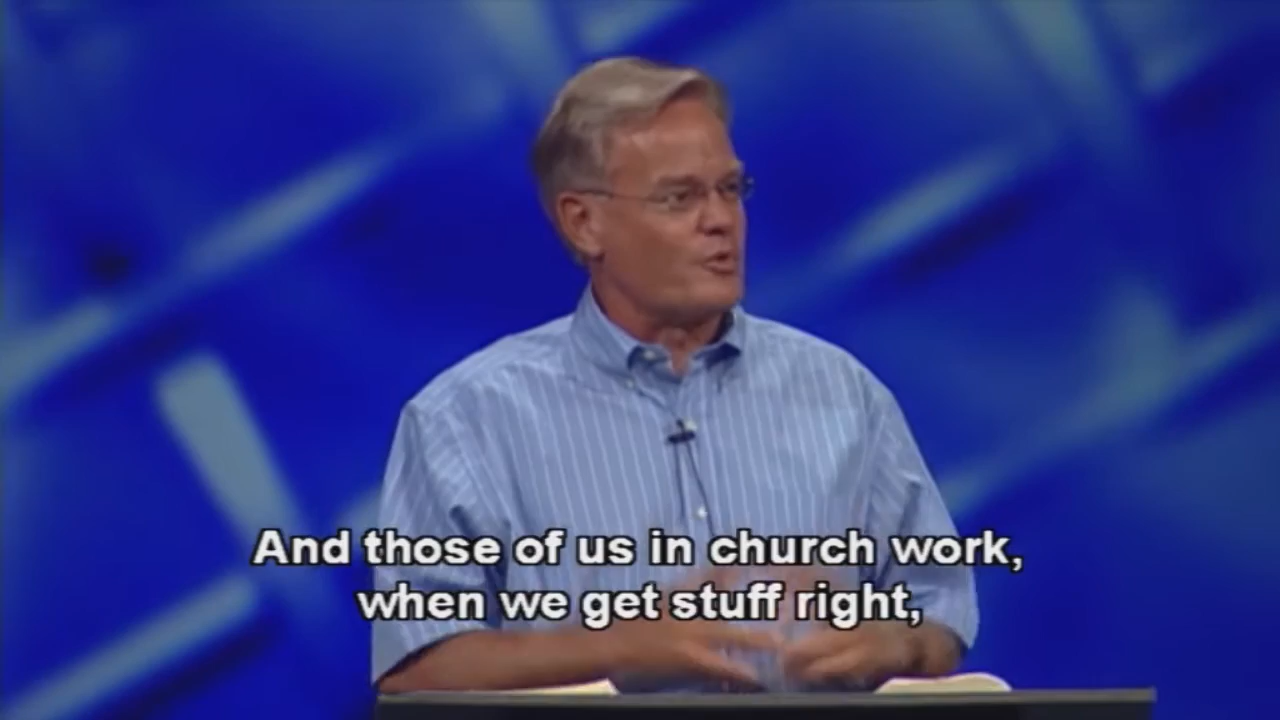 And those of us in church work,
when we get stuff right,